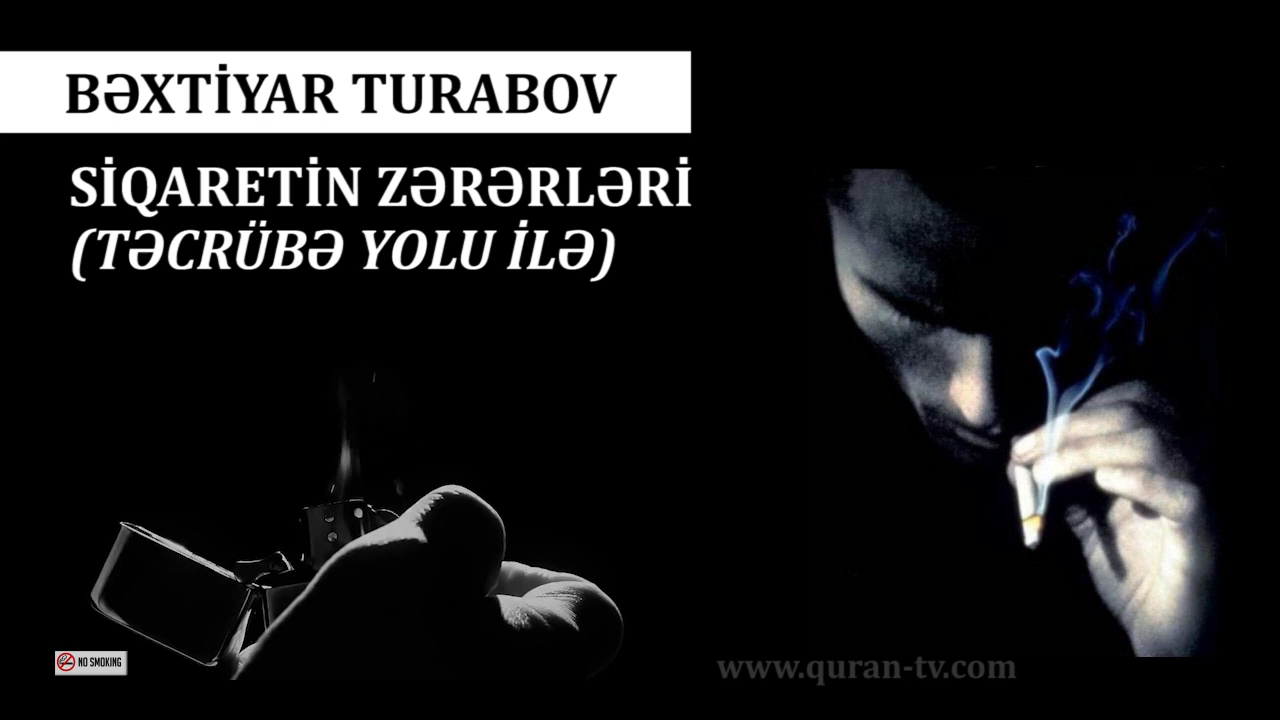 BƏXTİYAR TURABOV
SİQARETİN ZƏRƏRLƏRİ
(TƏCRÜBƏ YOLU İLƏ)
NO SMOKING
www.quran-tv.com